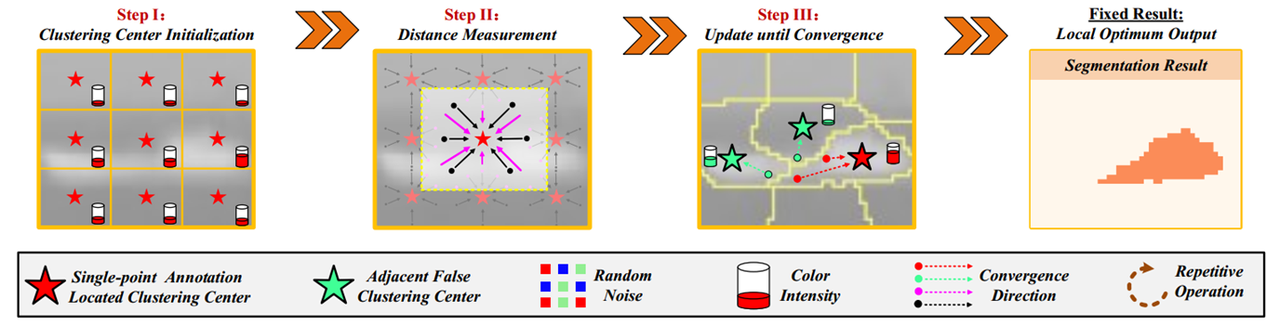 Step I:
Clustering Center Initialization
Step II:
Distance Measurement
Step III:
Update until Convergence
Fixed Result:
Local Optimum Output
Segmentation Result
Single-point Annotation
Located Clustering Center
Adjacent False
Clustering Center
Random
Noise
Color
Intensity
Convergence
Direction
Repetitive
Operation